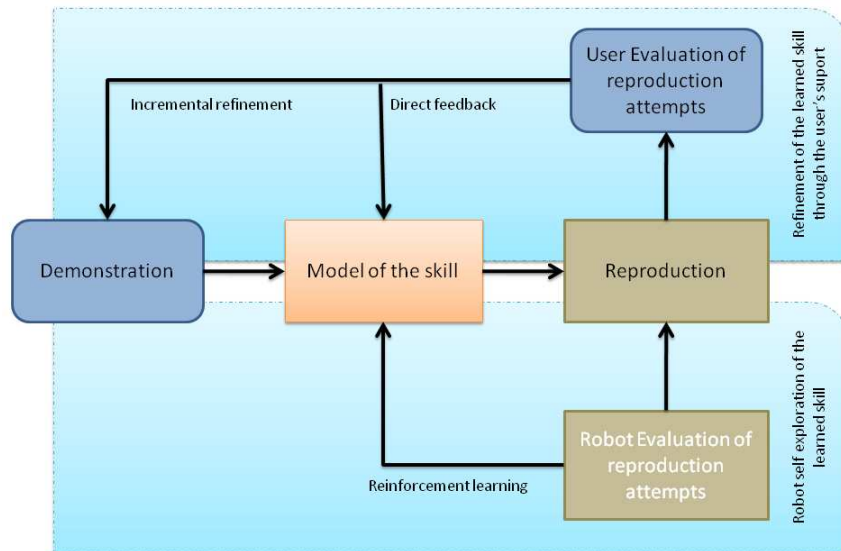 User Evaluation of
reproduction
attempts
Incremental refinement
Direct feedback
Refinement of the learned skill
through the user's suport
Demonstration
Model of the skill
Reproduction
Robot Evaluation of
reproduction
attempts
Reinforcement learning
Robot self exploration of the
learned skill